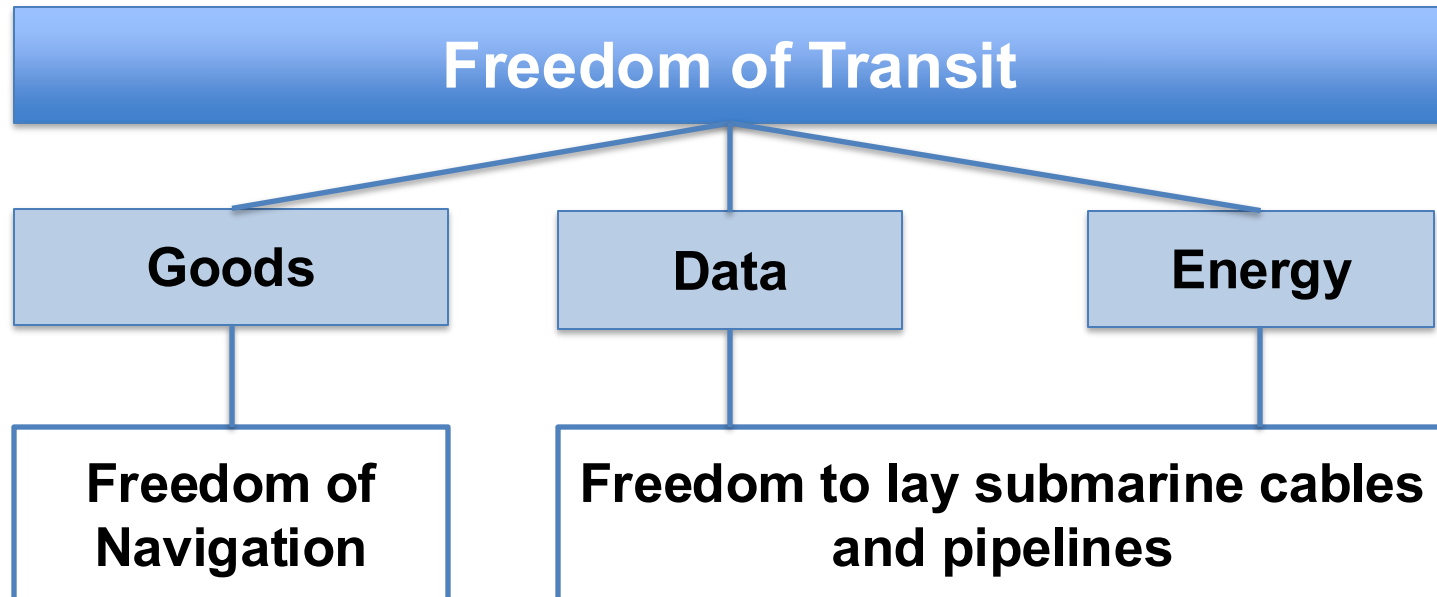 Freedom of Transit
Goods
Data
Energy
Freedom of
Navigation
Freedom to lay submarine cables
and pipelines